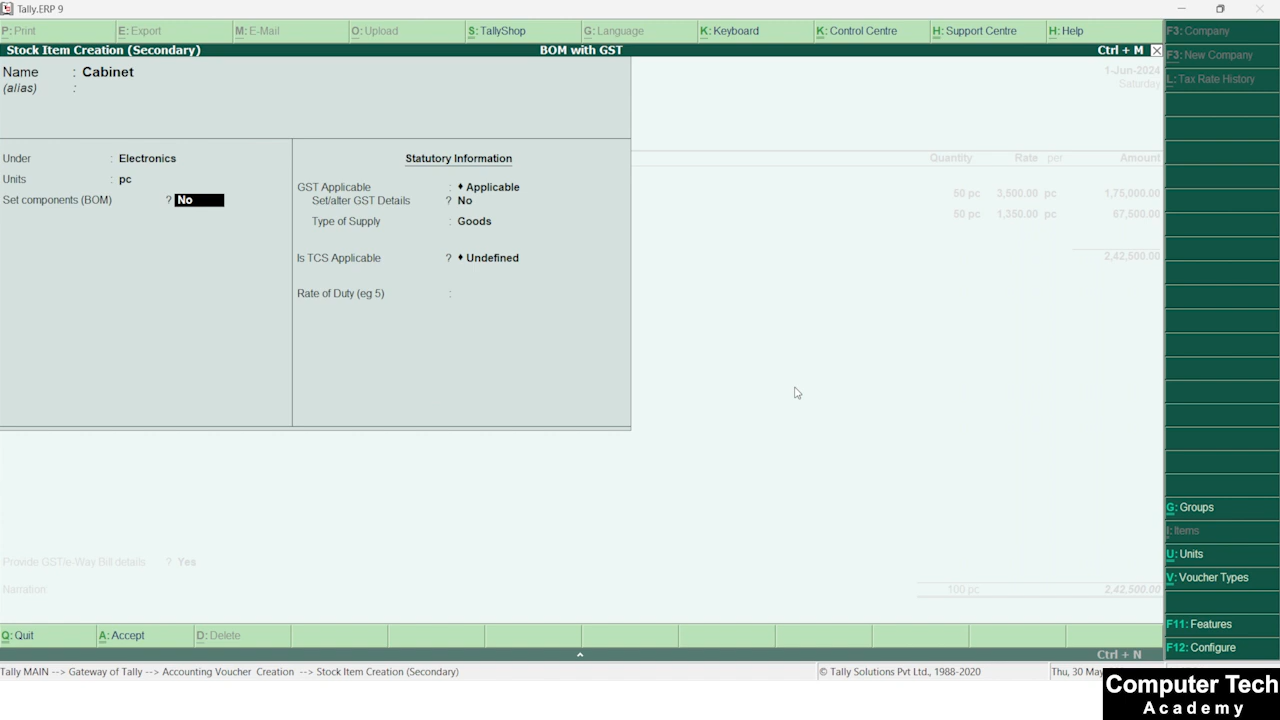 Tally.ERP 9
P: Print E: Export M: E-Mail O: Upload S: TallyShop G: Language K: Keyboard K: Control Centre H: Support Centre H: Help F3: Company
Stock Item Creation (Secondary) BOM with GST Ctrl + M
F3: New Company
Name : Cabinet 1-Jun-2024
(alias) : Saturday L: Tax Rate History
Under : Electronics Statutory Information Quantity Rate per Amount
Units : pc GST Applicable : ♦ Applicable 50 pc 3,500.00 pc 1,75,000.00
Set components (BOM) ? No Set/alter GST Details ? No
Type of Supply : Goods 50 pc 1,350.00 pc 67,500.00
Is TCS Applicable ? ♦ Undefined 2,42,500.00
Rate of Duty (eg 5) :
G: Groups
I: Items
U: Units
Provide GST/e-Way Bill details ? Yes
V: Voucher Types
Narration: 100 pc 2,42,500.00
F11: Features
Q: Quit A: Accept D: Delete
F12: Configure
Ctrl + N
Tally MAIN --> Gateway of Tally --> Accounting Voucher Creation --> Stock Item Creation (Secondary) © Tally Solutions Pvt Ltd., 1988-2020 Thu, 30 May
Computer Tech
Academy